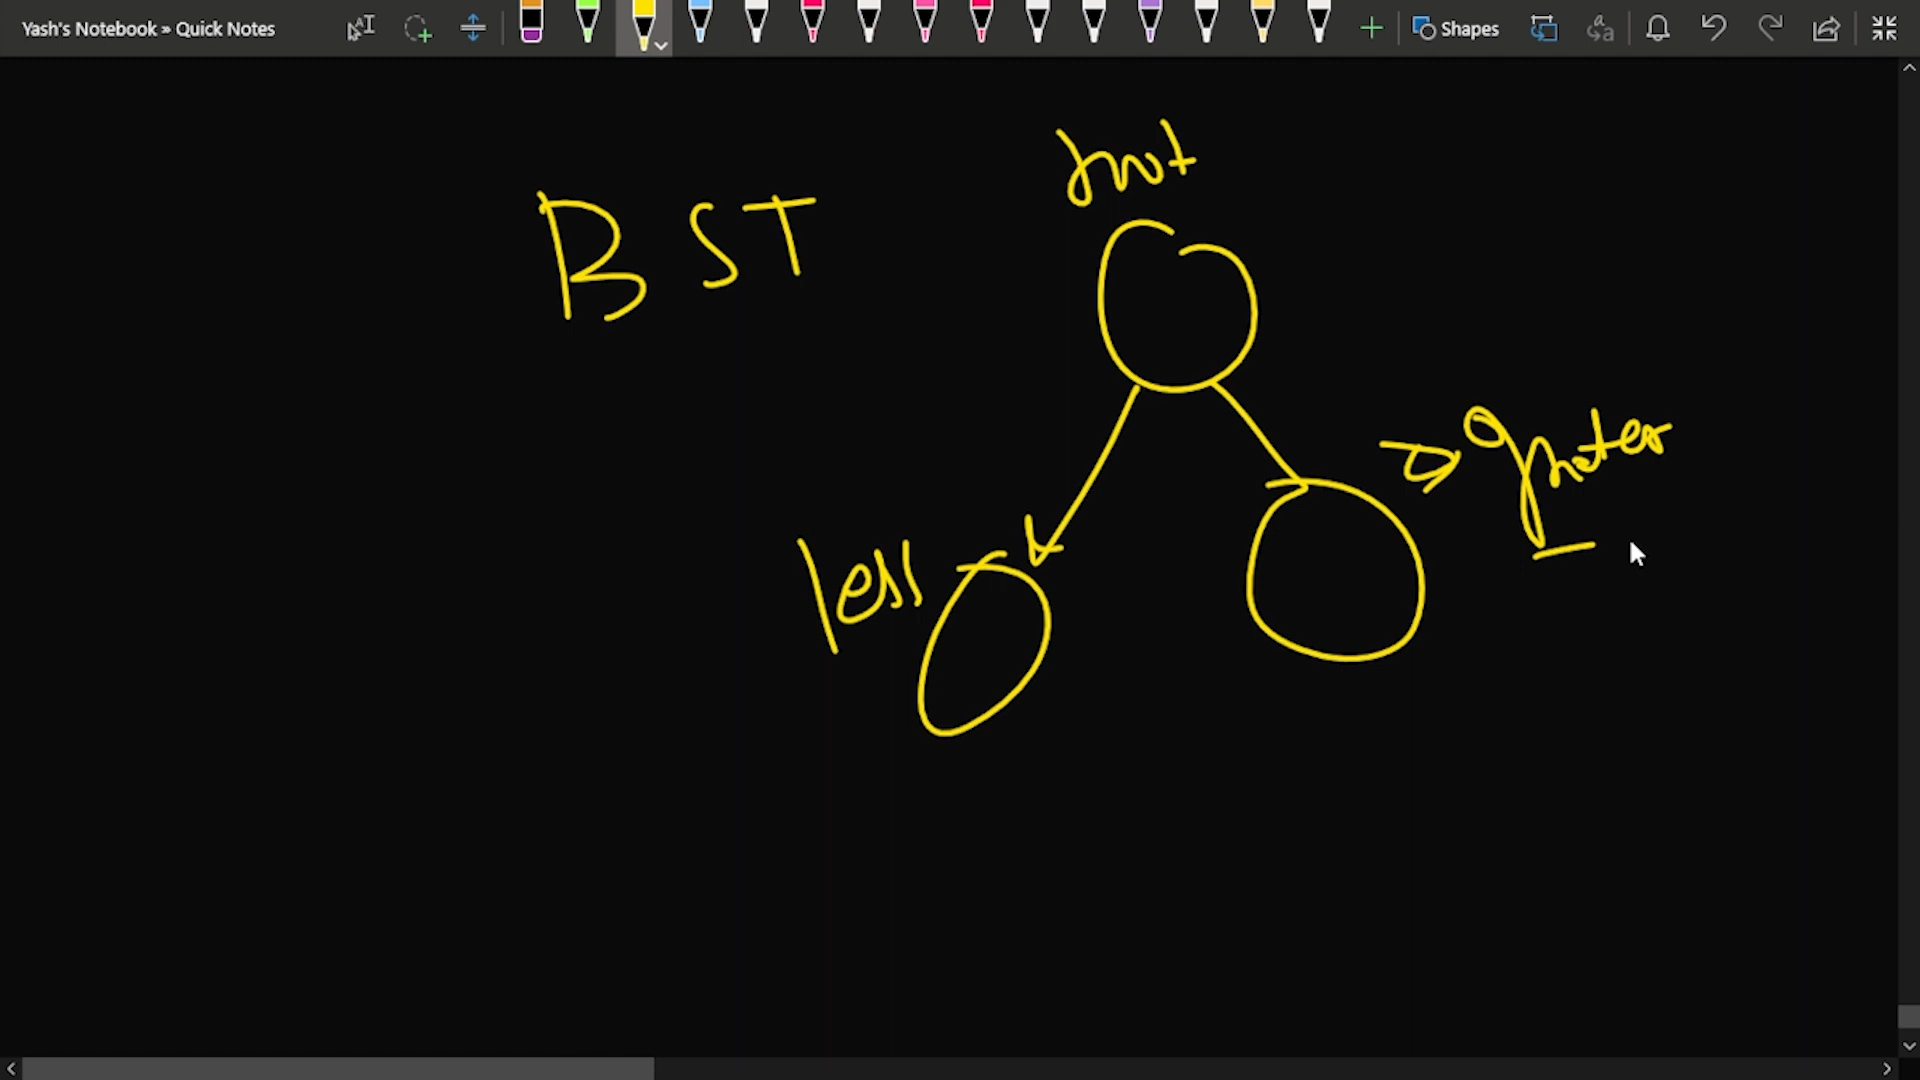 Yash's Notebook » Quick Notes
Shapes
root
BST
greater
less